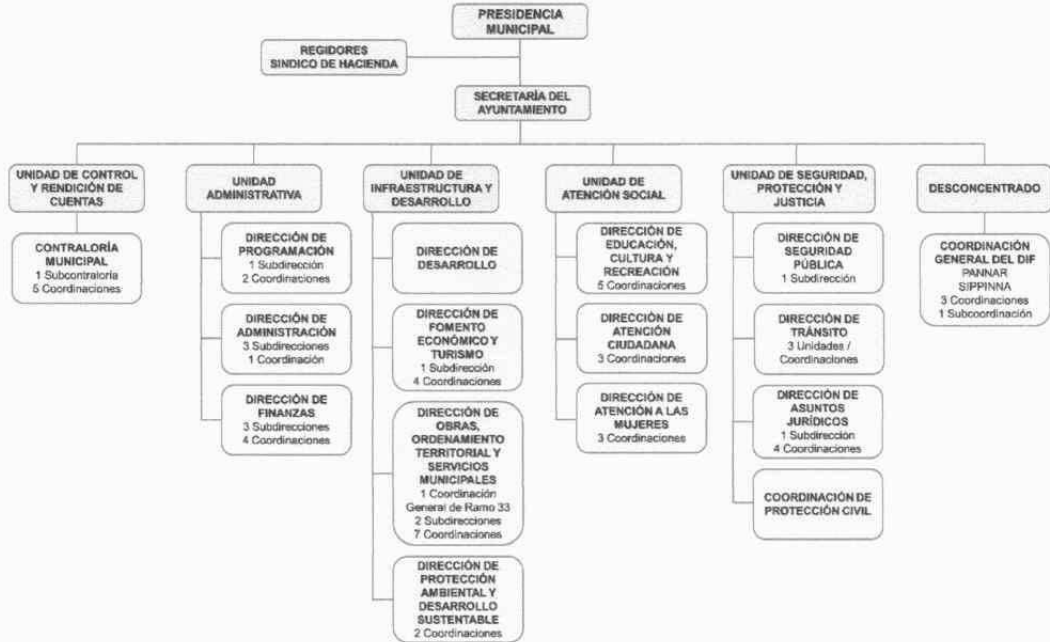 PRESIDENCIA
MUNICIPAL
REGIDORES
SINDICO DE HACIENDA
SECRETARÍA DEL
AYUNTAMIENTO
UNIDAD DE CONTROL
Y RENDICIÓN DE
CUENTAS
CONTRALORÍA
MUNICIPAL
1 Subcontraloría
5 Coordinaciones
UNIDAD
ADMINISTRATIVA
DIRECCIÓN DE
PROGRAMACIÓN
1 Subdirección
2 Coordinaciones
DIRECCIÓN DE
ADMINISTRACIÓN
3 Subdirecciones
1 Coordinación
DIRECCIÓN DE
FINANZAS
3 Subdirecciones
4 Coordinaciones
UNIDAD DE
INFRAESTRUCTURA Y
DESARROLLO
DIRECCIÓN DE
DESARROLLO
DIRECCIÓN DE
FOMENTO
ECONÓMICO Y
TURISMO
1 Subdirección
4 Coordinaciones
DIRECCIÓN DE
OBRAS,
ORDENAMIENTO
TERRITORIAL Y
SERVICIOS
MUNICIPALES
1 Coordinación
General de Ramo 33
2 Subdirecciones
7 Coordinaciones
DIRECCIÓN DE
PROTECCIÓN
AMBIENTAL Y
DESARROLLO
SUSTENTABLE
2 Coordinaciones
UNIDAD DE
ATENCIÓN SOCIAL
DIRECCIÓN DE
EDUCACIÓN,
CULTURA Y
RECREACIÓN
5 Coordinaciones
DIRECCIÓN DE
ATENCIÓN
CIUDADANA
3 Coordinaciones
DIRECCIÓN DE
ATENCIÓN A LAS
MUJERES
3 Coordinaciones
UNIDAD DE SEGURIDAD,
PROTECCIÓN Y
JUSTICIA
DIRECCIÓN DE
SEGURIDAD
PÚBLICA
1 Subdirección
DIRECCIÓN DE
TRÁNSITO
3 Unidades /
Coordinaciones
DIRECCIÓN DE
ASUNTOS
JURÍDICOS
1 Subdirección
4 Coordinaciones
COORDINACIÓN DE
PROTECCIÓN CIVIL
DESCONCENTRADO
COORDINACIÓN
GENERAL DEL DIF
PANNAR
SIPPINNA
3 Coordinaciones
1 Subcoordinación